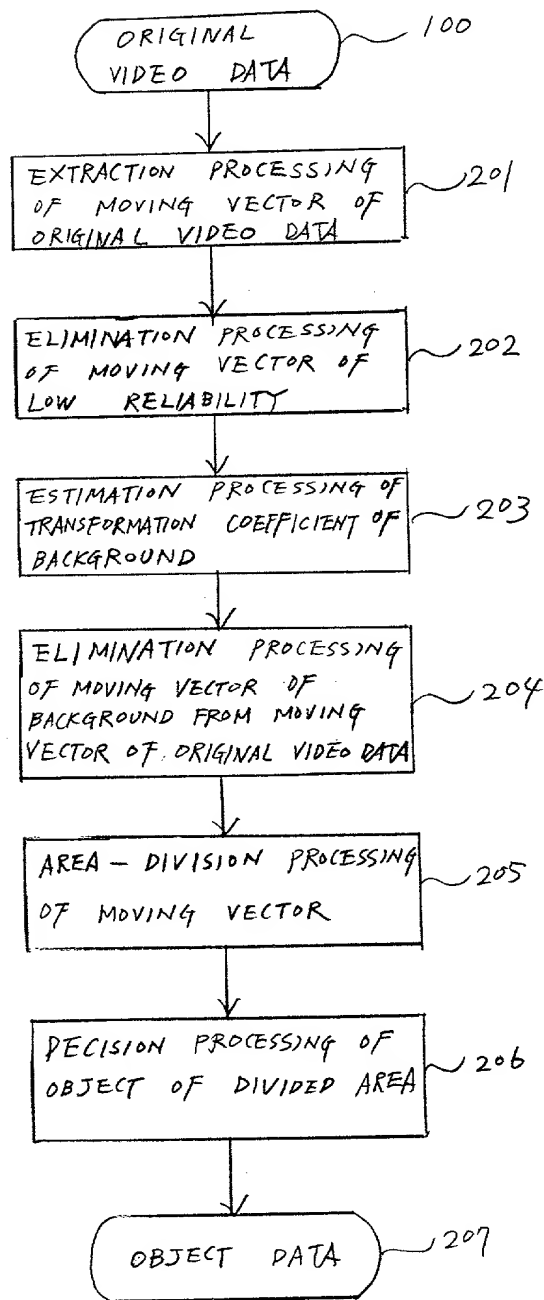 ORIGINAL
VIDEO DATA
100
EXTRACTION PROCESSING
OF MOVING VECTOR OF
ORIGINAL VIDEO DATA
201
ELIMINATION PROCESSING
OF MOVING VECTOR OF
LOW RELIABILITY
202
ESTIMATION PROCESSING OF
TRANSFORMATION COEFFICIENT OF
BACKGROUND
203
ELIMINATION PROCESSING
OF MOVING VECTOR OF
BACKGROUND FROM MOVING
VECTOR OF ORIGINAL VIDEO DATA
204
AREA - DIVISION PROCESSING
OF MOVING VECTOR
205
DECISION PROCESSING OF
OBJECT OF DIVIDED AREA
206
OBJECT DATA
207